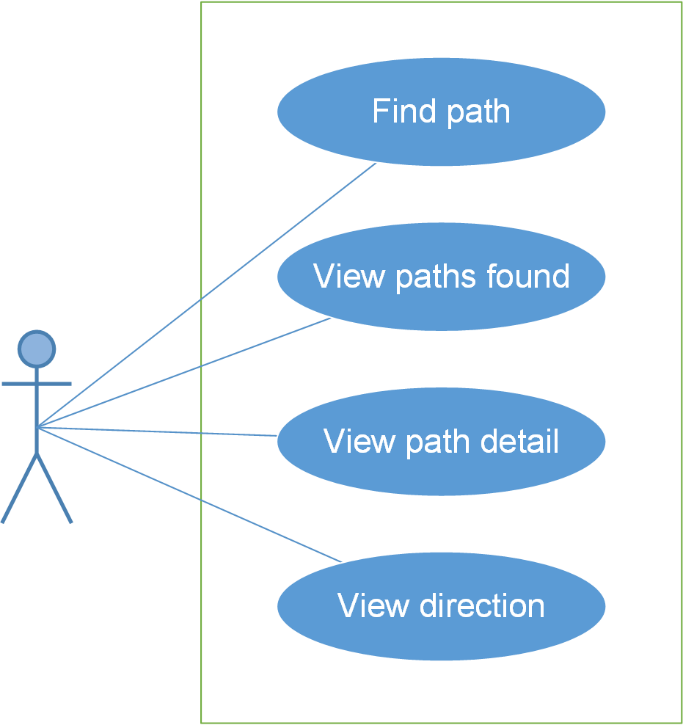 Find path
View paths found
View path detail
View direction